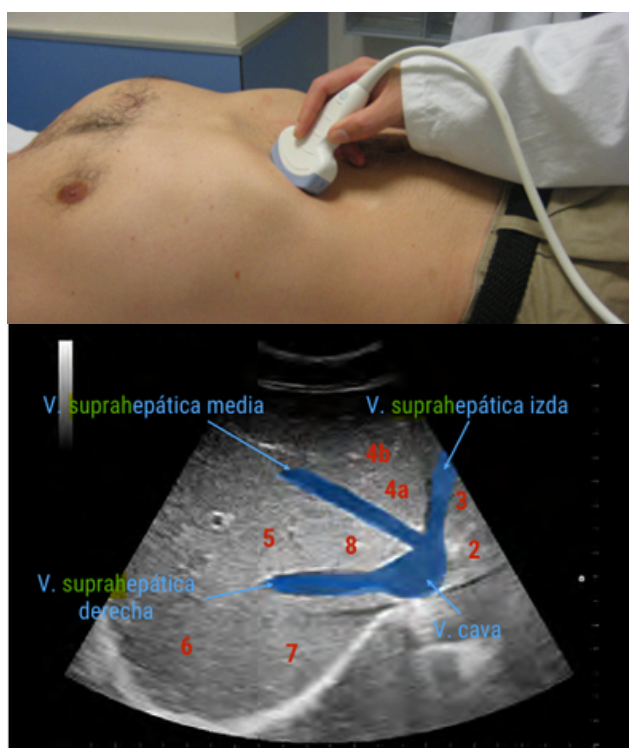 V. suprahepática media
V. suprahepática izda
4b
4a
3
5
8
2
V. suprahepática
derecha
V. cava
6
7